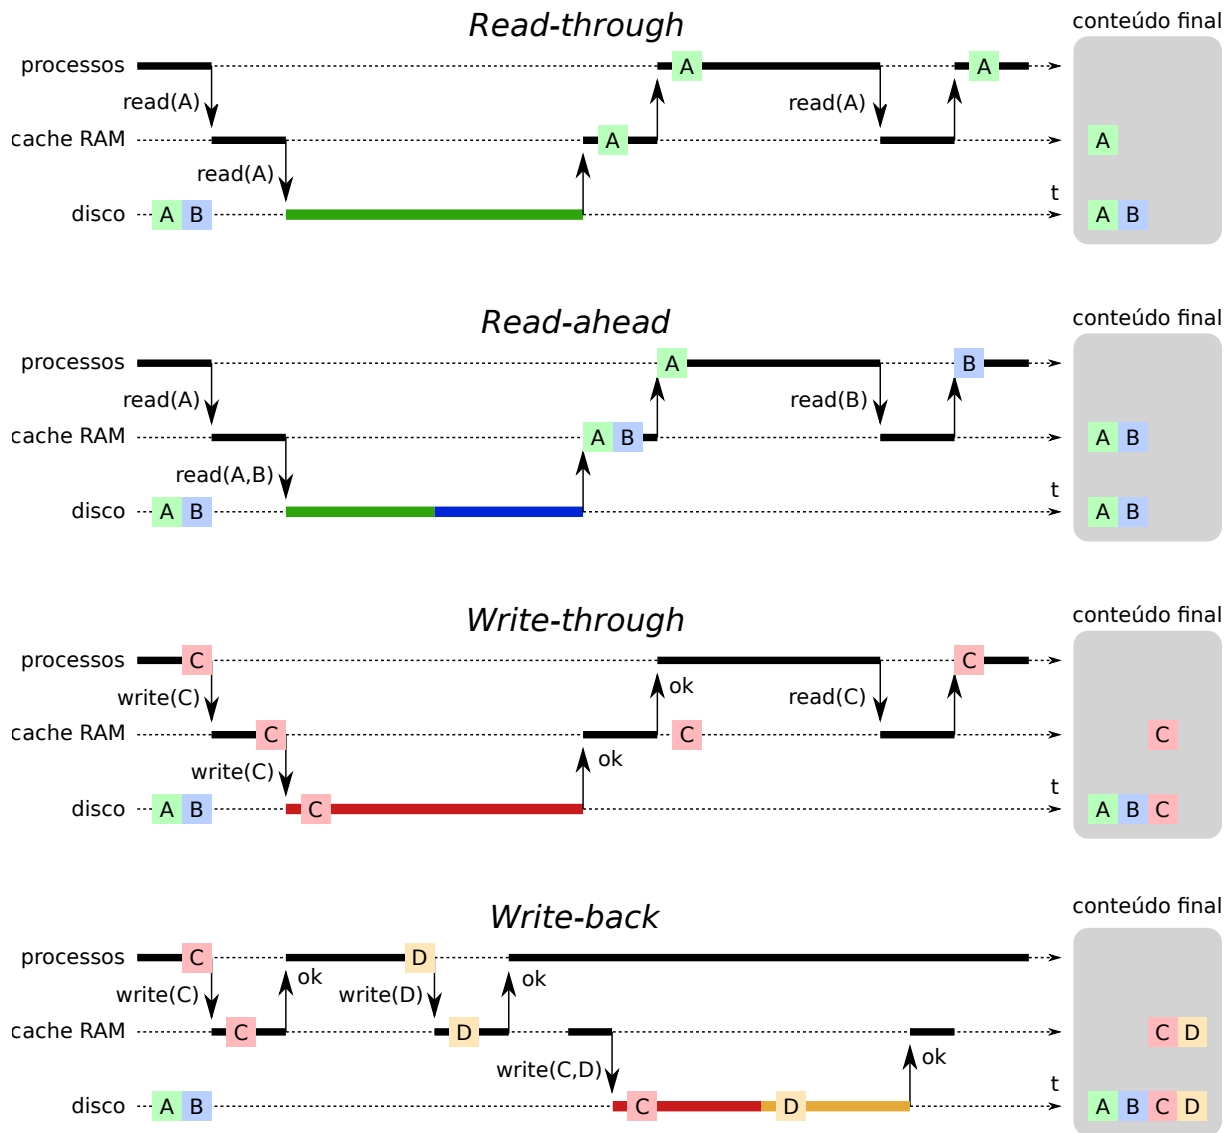 Read-through
conteúdo final
processos A A
read(A) read(A)
cache RAM A A
read(A) t
disco A B A B
Read-ahead
conteúdo final
processos A B
read(A) read(B)
cache RAM A B A B
read(A,B) t
disco A B A B
Write-through
conteúdo final
processos C C
write(C) ok read(C)
cache RAM C C C
write(C) ok t
disco A B C A B C
Write-back
conteúdo final
processos C D
write(C) ok write(D) ok
cache RAM C D C D
write(C,D) ok t
disco A B C D A B C D